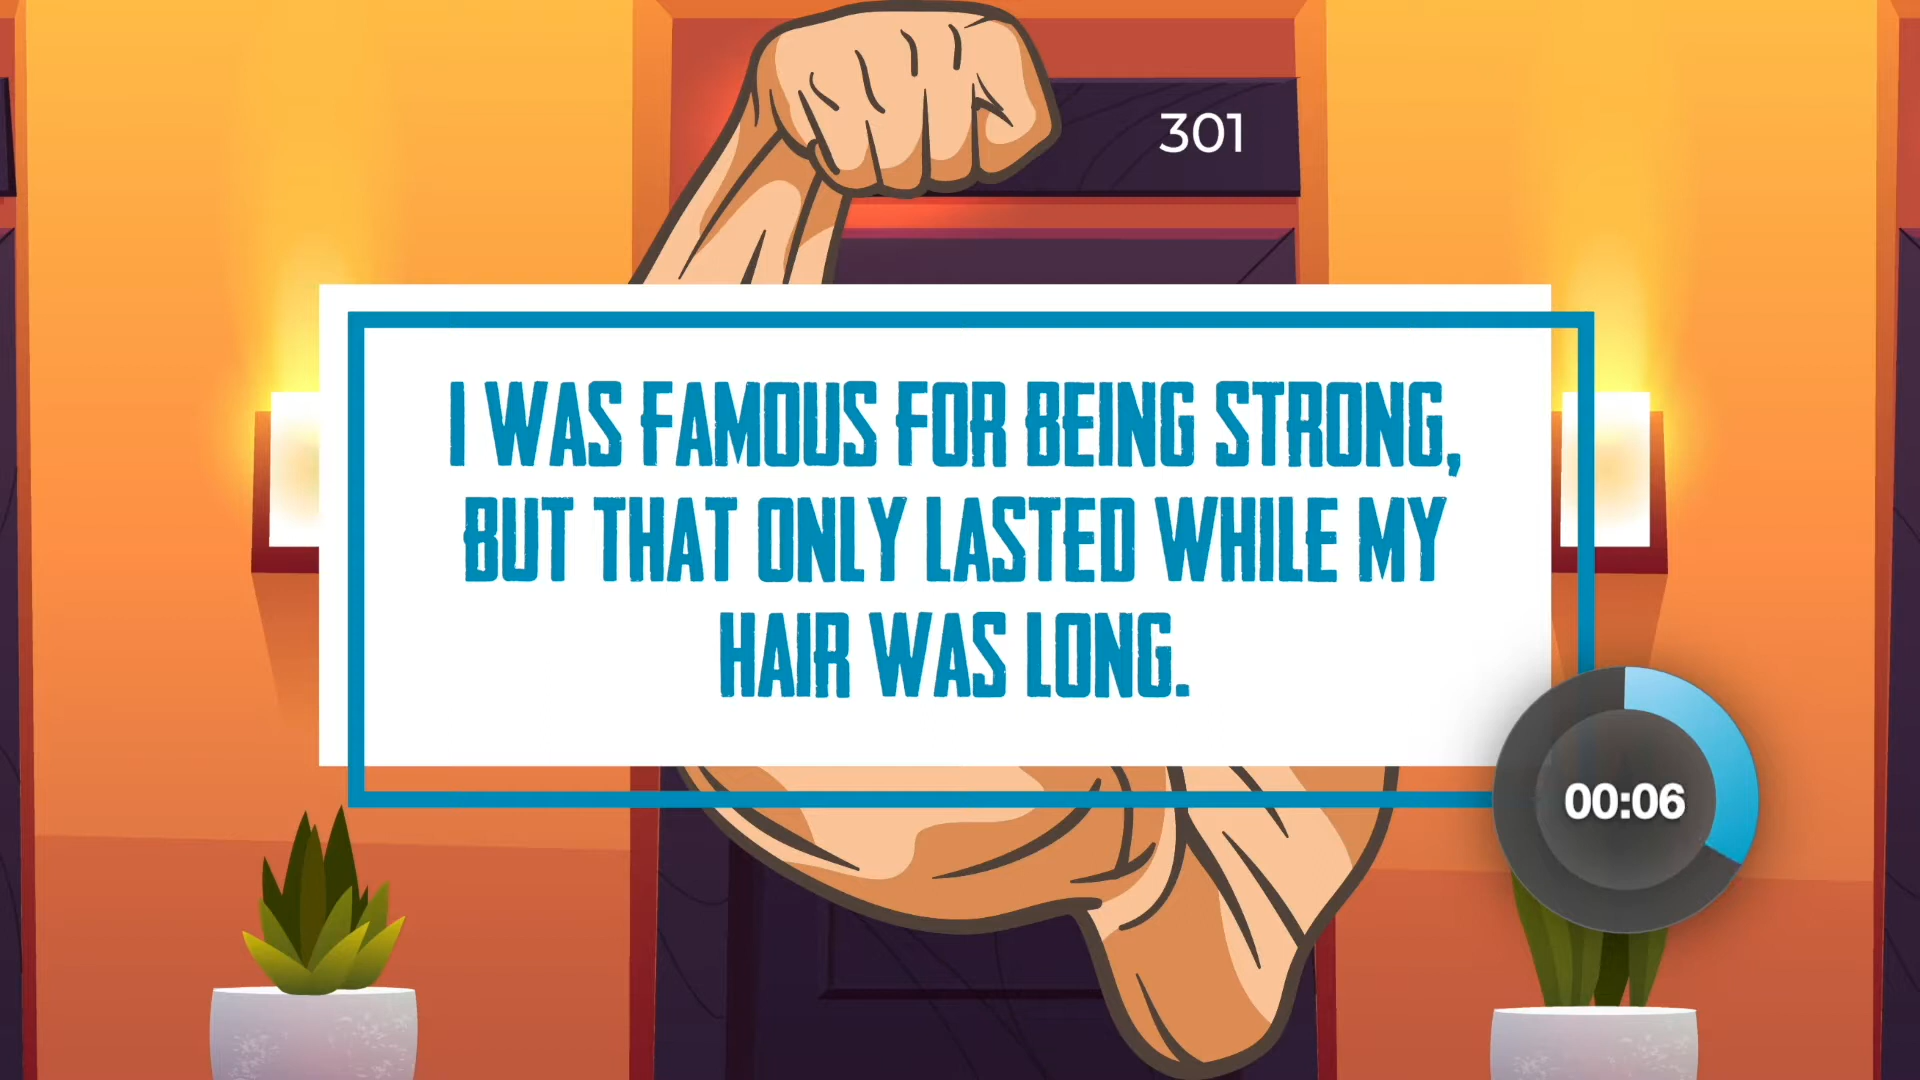 301
I WAS FAMOUS FOR BEING STRONG,
BUT THAT ONLY LASTED WHILE MY
HAIR WAS LONG.
00:06